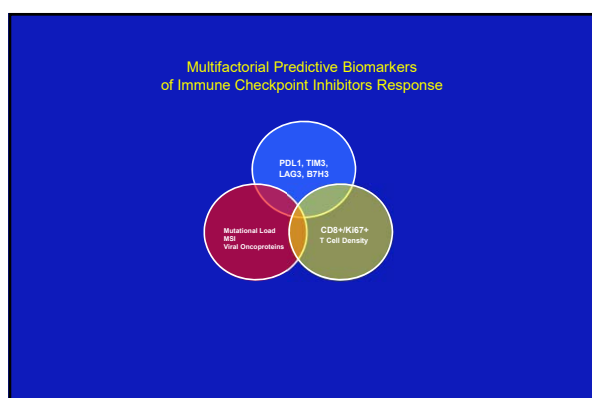 Multifactorial Predictive Biomarkers
of Immune Checkpoint Inhibitors Response
PDL1, TIM3,
LAG3, B7H3
Mutational Load
MSI
Viral Oncoproteins
CD8+/Ki67+
T Cell Density